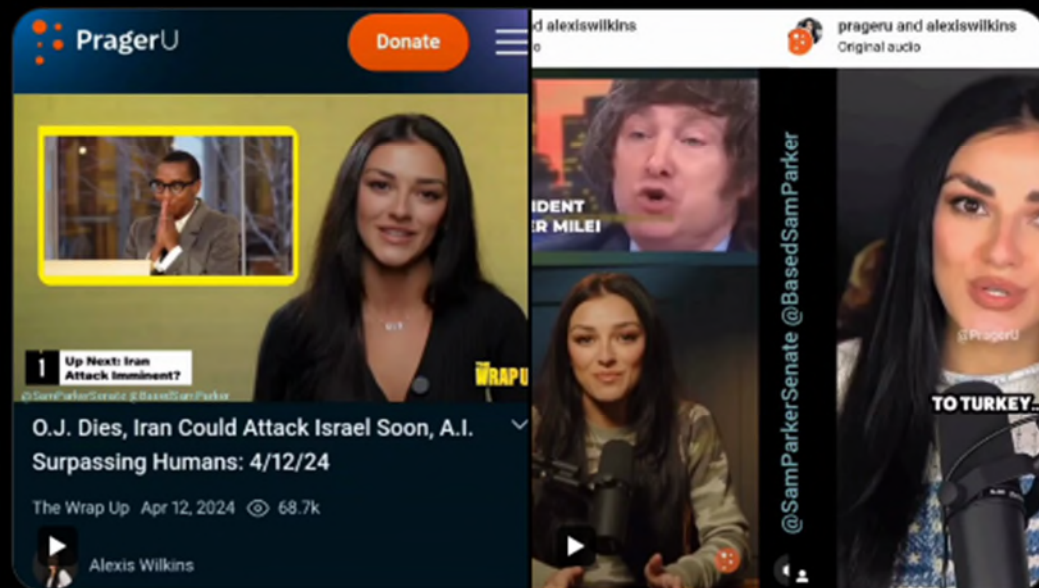 PragerU
Donate
1
Up Next: Iran
Attack Imminent?
THE
WRAP U
@SamParkerSenate @BasedSamParker
O.J. Dies, Iran Could Attack Israel Soon, A.I.
Surpassing Humans: 4/12/24
The Wrap Up Apr 12, 2024 68.7k
Alexis Wilkins
d alexiswilkins
o
IDENT
ER MILEI
@SamParkerSenate @BasedSamParker
prageru and alexiswilkins
Original audio
@PragerU
TO TURKEY..